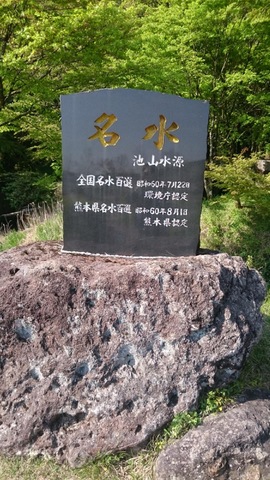 名水
池山水源
全国名水百選 昭和60年7月22日
環境庁認定
熊本県名水百選 昭和60年8月1日
熊本県認定